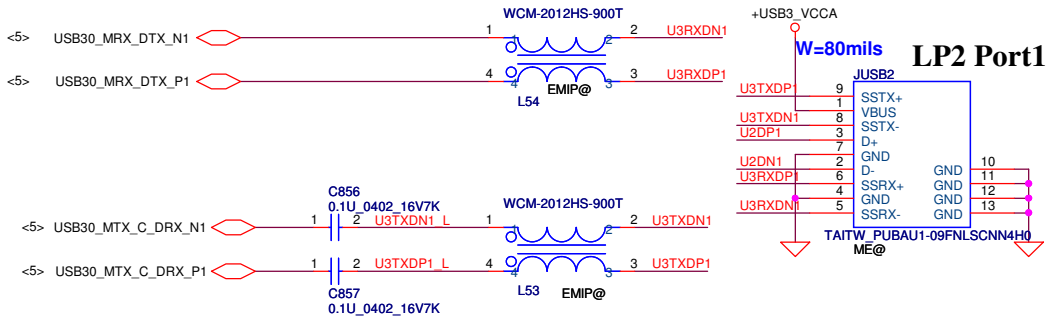 WCM-2012HS-900T
<5> USB30_MRX_DTX_N1 1 1 2 2 U3RXDN1
<5> USB30_MRX_DTX_P1 4 4 3 3 U3RXDP1
L54 EMIP@
C856
0.1U_0402_16V7K
WCM-2012HS-900T
<5> USB30_MTX_C_DRX_N1 1 2 U3TXDN1_L 1 1 2 2 U3TXDN1
<5> USB30_MTX_C_DRX_P1 1 2 U3TXDP1_L 4 4 3 3 U3TXDP1
C857
0.1U_0402_16V7K
L53 EMIP@
+USB3_VCCA
W=80mils
LP2 Port1
JUSB2
U3TXDP1 9 SSTX+
1 VBUS
U3TXDN1 8 SSTX-
U2DP1 3 D+
7 GND
U2DN1 2 D- GND 10
U3RXDP1 6 SSRX+ GND 11
4 GND GND 12
U3RXDN1 5 SSRX- GND 13
TAITW_PUBAU1-09FNLSCNN4H0
ME@